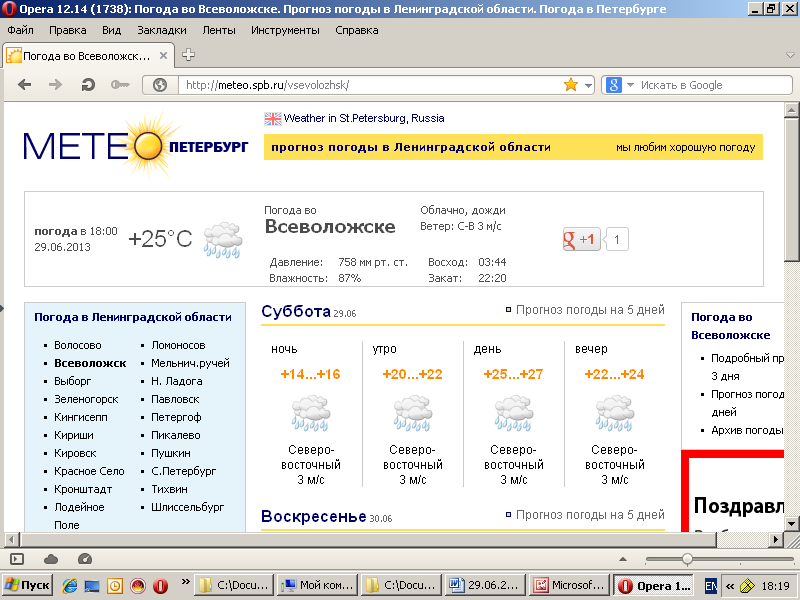 Opera 12.14 (1738): Погода во Всеволожске. Прогноз погоды в Ленинградской области. Погода в Петербурге
Файл Правка Вид Закладки Ленты Инструменты Справка
Погода во Всеволожск...
http://meteo.spb.ru/vsevolozhsk/
Искать в Google
МЕТЕО ПЕТЕРБУРГ
Weather in St.Petersburg, Russia
прогноз погоды в Ленинградской области мы любим хорошую погоду
погода в 18:00
29.06.2013
+25°C
Погода во
Всеволожске
Облачно, дожди
Ветер: С-В 3 м/с
Давление: 758 мм рт. ст. Восход: 03:44
Влажность: 87% Закат: 22:20
+1 1
Погода в Ленинградской области
Волосово
Всеволожск
Выборг
Зеленогорск
Кингисепп
Кириши
Кировск
Красное Село
Кронштадт
Лодейное
Поле
Ломоносов
Мельнич.ручей
Н. Ладога
Павловск
Петергоф
Пикалево
Пушкин
С.Петербург
Тихвин
Шлиссельбург
Суббота 29.06 Прогноз погоды на 5 дней
ночь утро день вечер
+14...+16 +20...+22 +25...+27 +22...+24
Северо- Северо- Северо- Северо-
восточный восточный восточный восточный
3 м/с 3 м/с 3 м/с 3 м/с
Воскресенье 30.06 Прогноз погоды на 5 дней
Погода во
Всеволожске
Подробный пр
3 дня
Прогноз погод
дней
Архив погоды
Поздравл
Пуск » C:\Docu... Мой ком... C:\Docu... 29.06.2... Microsof... Opera 1... EN « 18:19